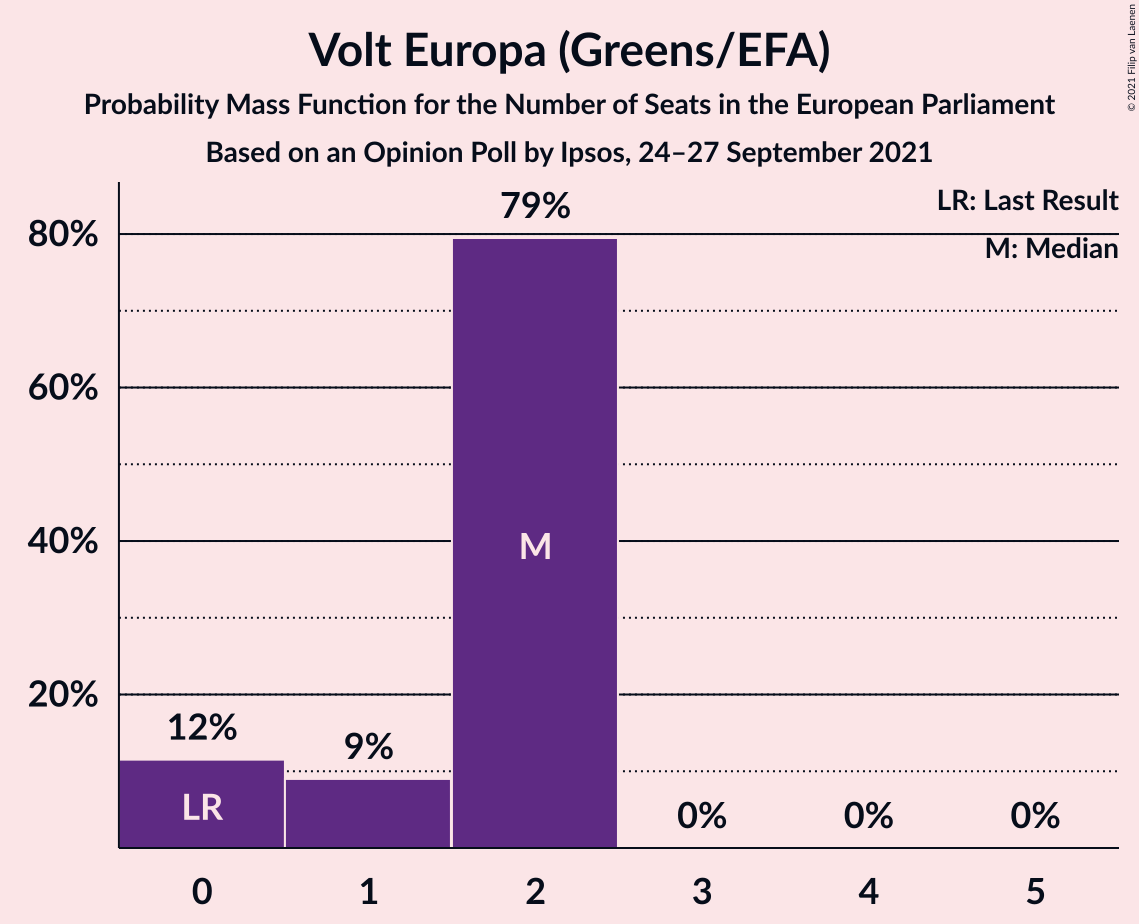 Volt Europa (Greens/EFA)
Probability Mass Function for the Number of Seats in the European Parliament
Based on an Opinion Poll by Ipsos, 24–27 September 2021
© 2021 Filip van Laenen
LR: Last Result
M: Median
80%
60%
40%
20%
12%
9%
79%
0%
0%
0%
LR
M
0
1
2
3
4
5